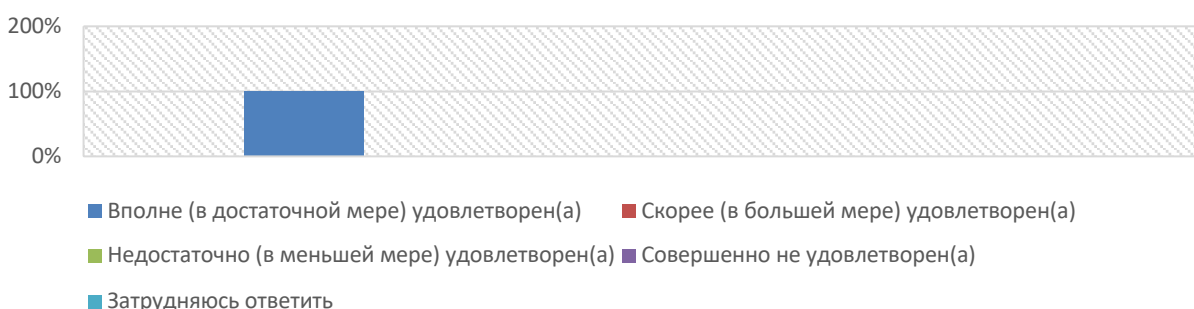 200%
100%
0%
Вполне (в достаточной мере) удовлетворен(а) Скорее (в большей мере) удовлетворен(а)
Недостаточно (в меньшей мере) удовлетворен(а) Совершенно не удовлетворен(а)
Затрудняюсь ответить